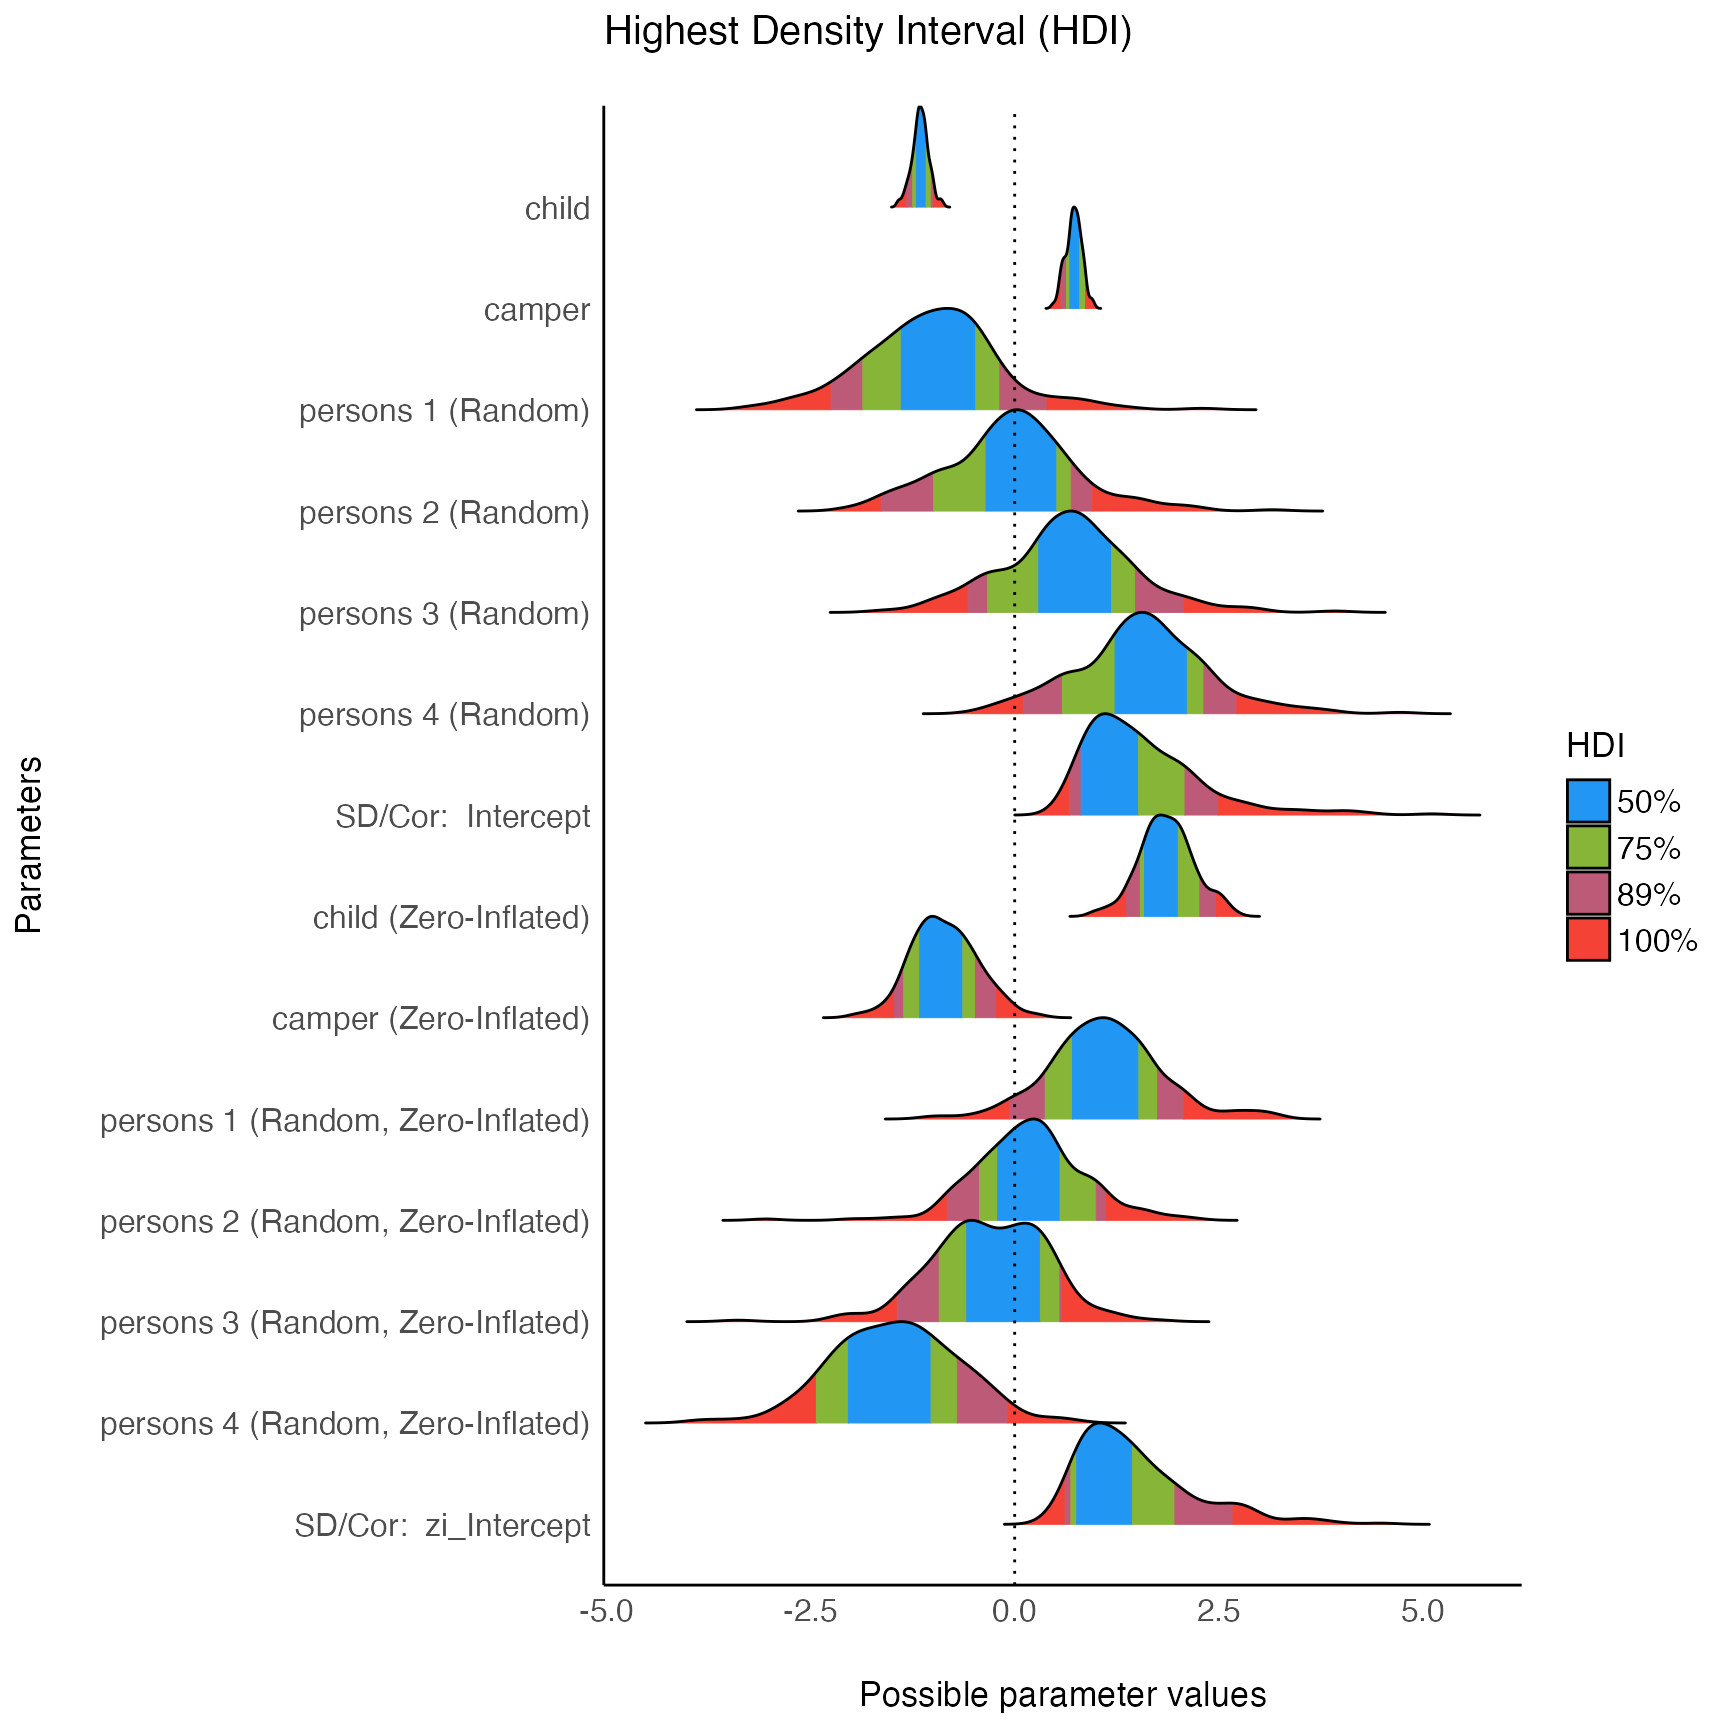 Highest Density Interval (HDI)
child
camper
persons 1 (Random)
persons 2 (Random)
persons 3 (Random)
persons 4 (Random)
SD/Cor:  Intercept
child (Zero-Inflated)
camper (Zero-Inflated)
persons 1 (Random, Zero-Inflated)
persons 2 (Random, Zero-Inflated)
persons 3 (Random, Zero-Inflated)
persons 4 (Random, Zero-Inflated)
SD/Cor:  zi_Intercept
Parameters
-5.0 -2.5 0.0 2.5 5.0
Possible parameter values
HDI
50%
75%
89%
100%